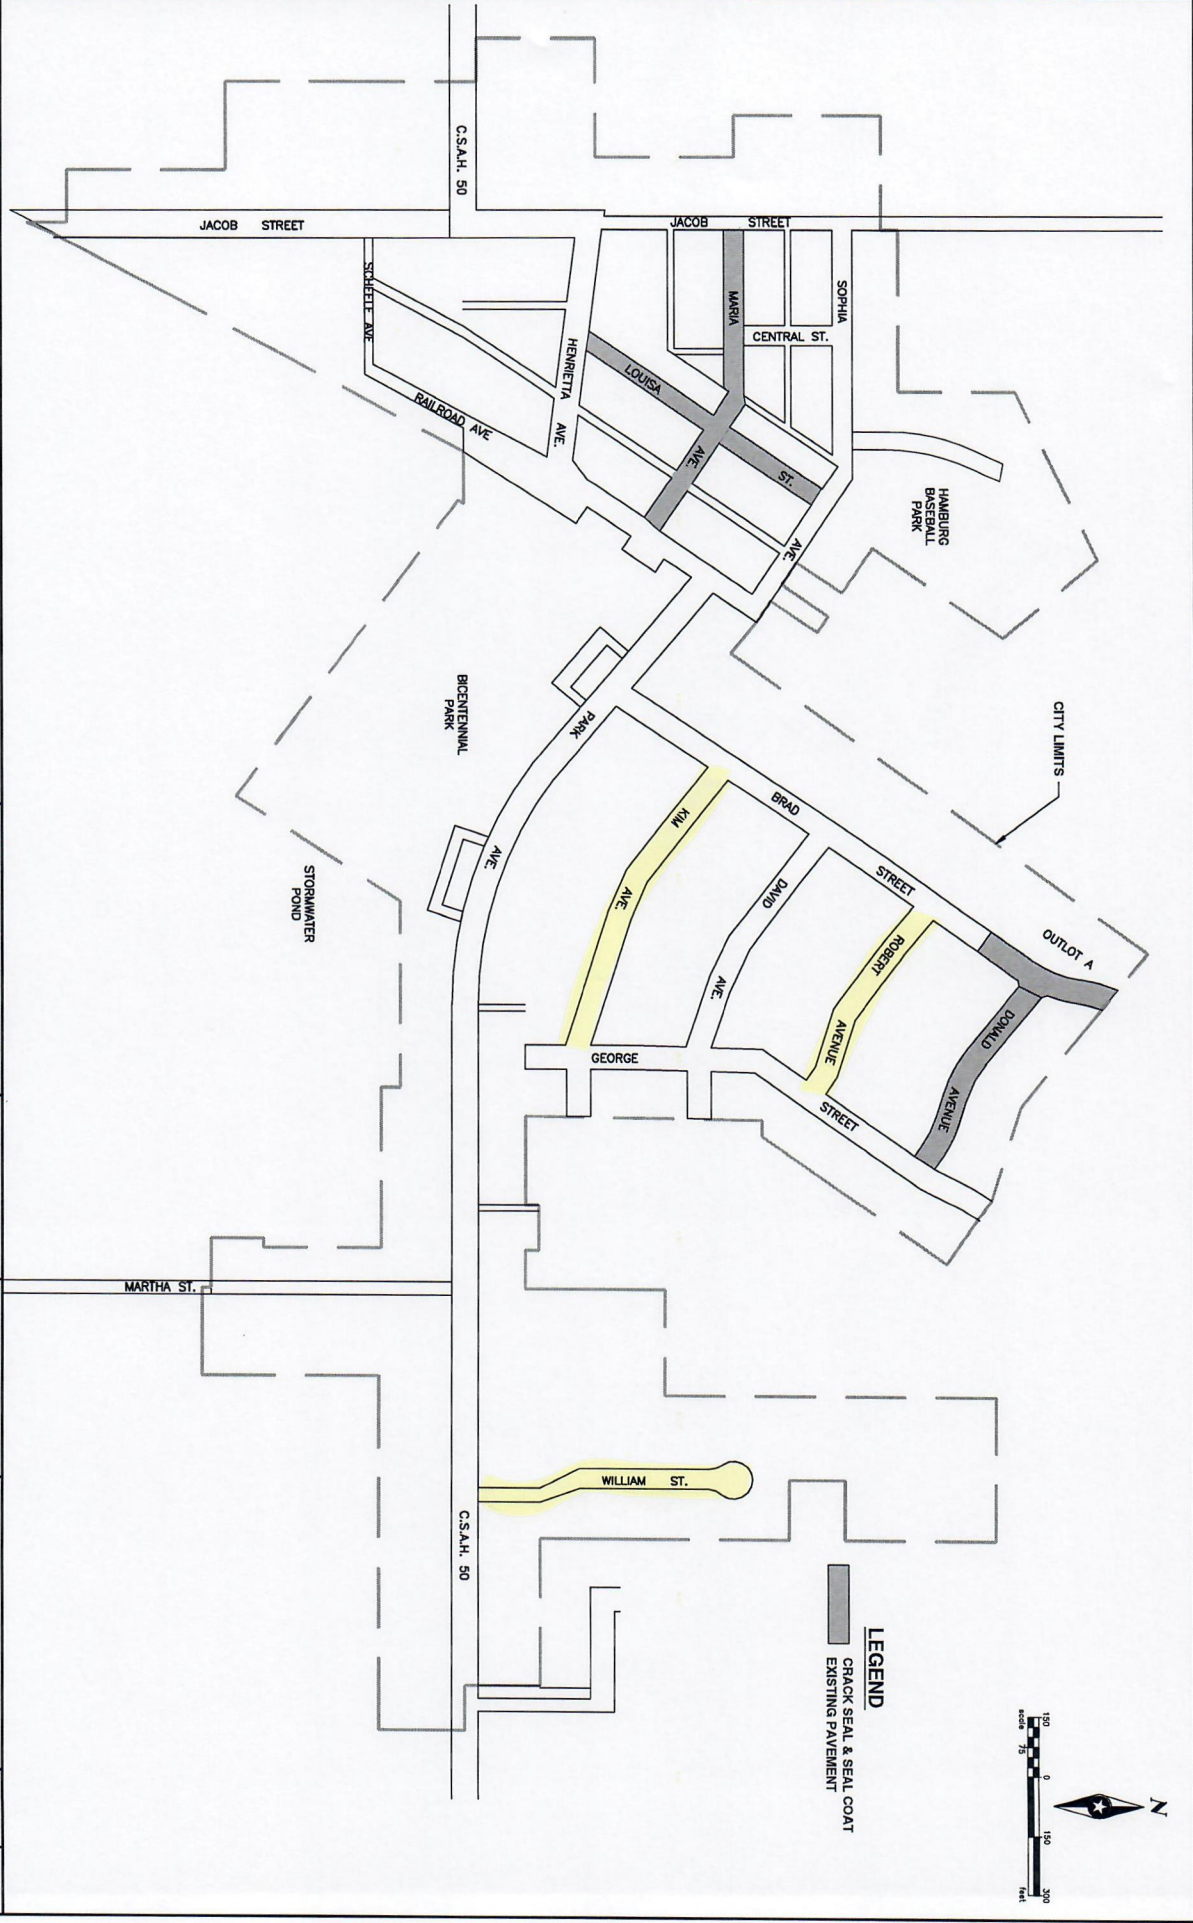 C.S.A.H. 50
JACOB STREET
JACOB STREET
SCHEELE AVE
RAILROAD AVE
HENRIETTA AVE.
LOUISA ST.
MARIA AVE.
CENTRAL ST.
SOPHIA AVE.
HAMBURG
BASEBALL
PARK
CITY LIMITS
BICENTENNIAL
PARK
STORMWATER
POND
PARK AVE.
BRAD STREET
KIM AVE.
DAVID AVE.
ROBERT AVENUE
DONALD AVENUE
OUTLOT A
GEORGE STREET
MARTHA ST.
WILLIAM ST.
C.S.A.H. 50
LEGEND
CRACK SEAL & SEAL COAT
EXISTING PAVEMENT
N
150 0 150 300
scale 75 feet